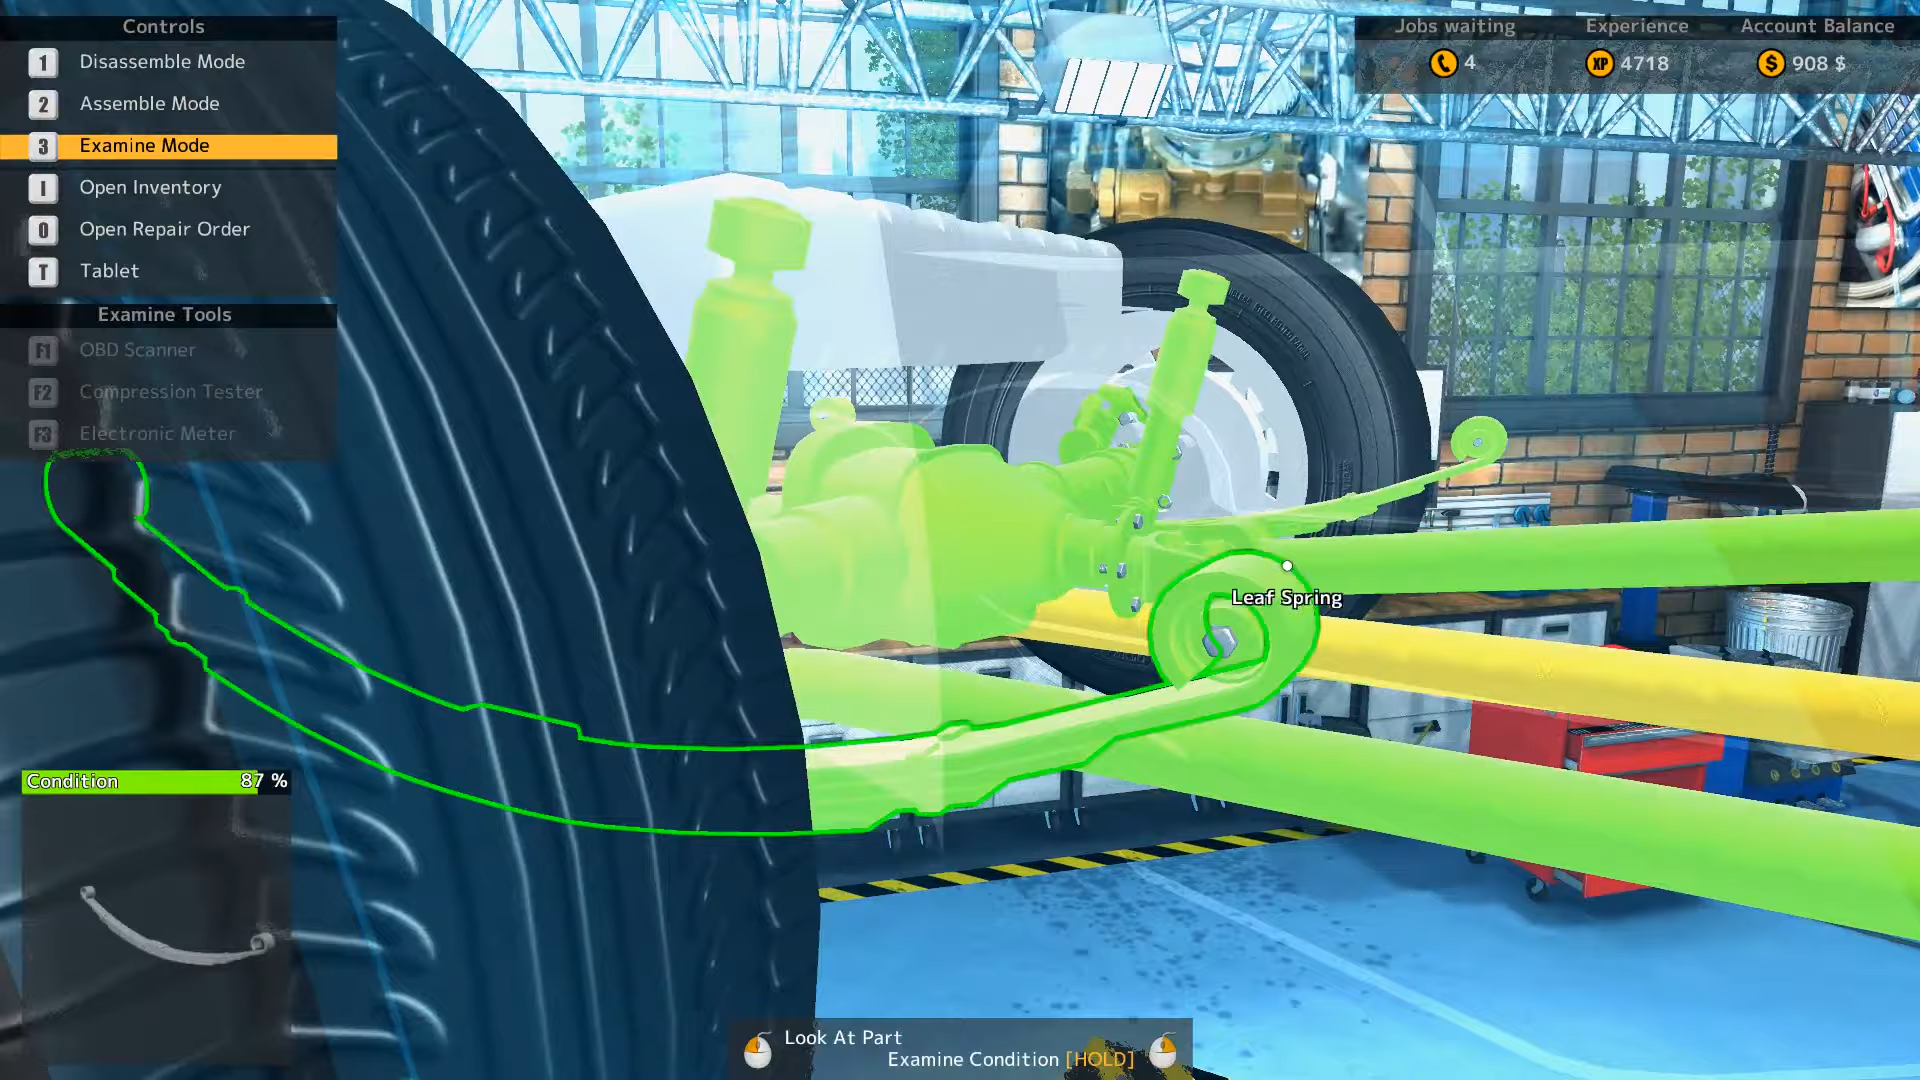 Controls
1 Disassemble Mode
2 Assemble Mode
3 Examine Mode
I Open Inventory
O Open Repair Order
T Tablet
Examine Tools
F1 OBD Scanner
F2 Compression Tester
F3 Electronic Meter
Jobs waiting Experience Account Balance
4 XP 4718 $ 908 $
Leaf Spring
Condition 87 %
Look At Part
Examine Condition [HOLD]